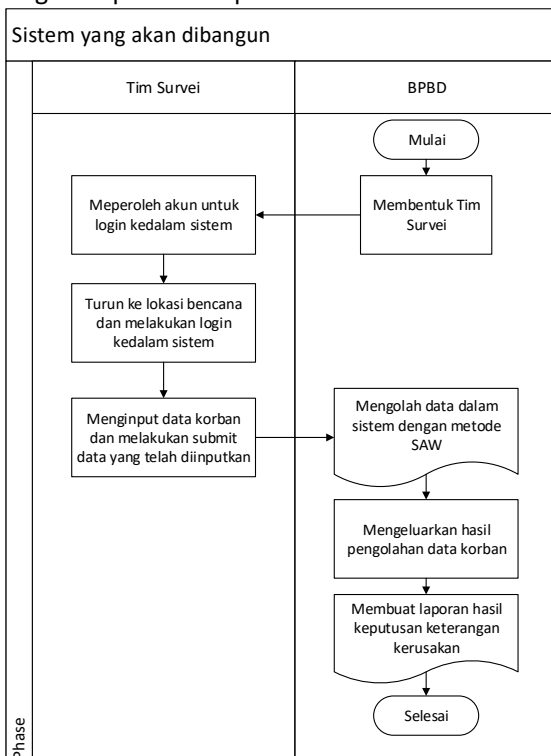 Sistem yang akan dibangun
Tim Survei
BPBD
Mulai
Membentuk Tim
Survei
Meperoleh akun untuk
login kedalam sistem
Turun ke lokasi bencana
dan melakukan login
kedalam sistem
Menginput data korban
dan melakukan submit
data yang telah diinputkan
Mengolah data dalam
sistem dengan metode
SAW
Mengeluarkan hasil
pengolahan data korban
Membuat laporan hasil
keputusan keterangan
kerusakan
Selesai
Phase